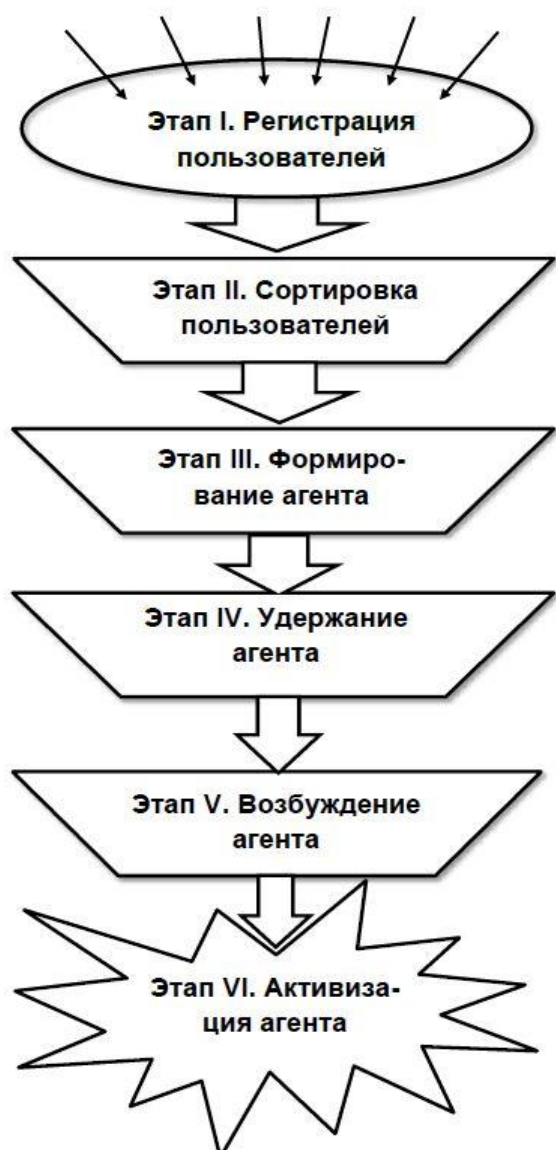 Этап I. Регистрация
пользователей
Этап II. Сортировка
пользователей
Этап III. Формиро-
вание агента
Этап IV. Удержание
агента
Этап V. Возбуждение
агента
Этап VI. Активиза-
ция агента